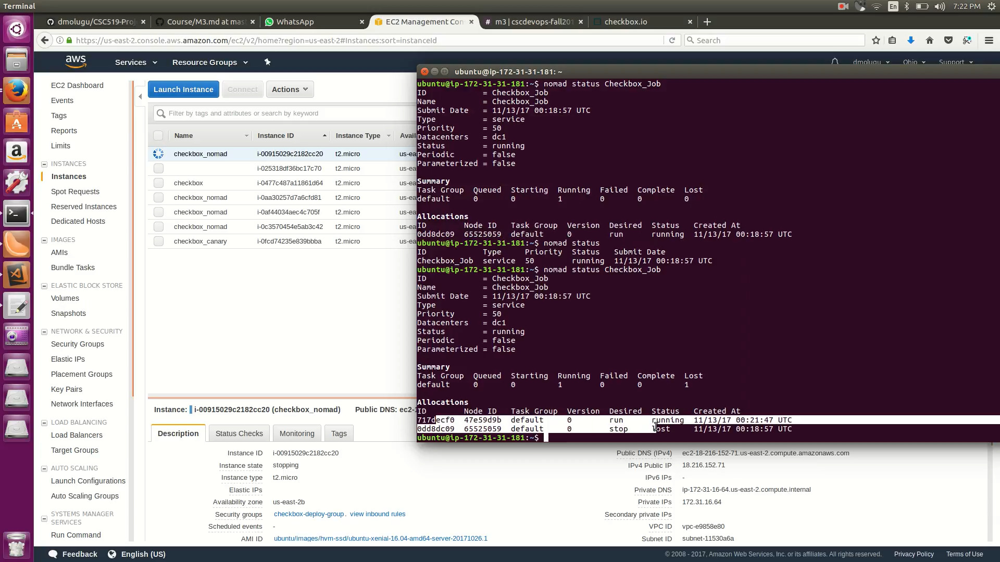 Terminal
En
7:22 PM
dmolugu/CSC519-Proj
Course/M3.md at mast
WhatsApp
EC2 Management Con
# m3 | cscdevops-fall201
checkbox.io
https://us-east-2.console.aws.amazon.com/ec2/v2/home?region=us-east-2#Instances:sort=instanceId
Search
aws
Services
Resource Groups
dmolugu
Ohio
Support
EC2 Dashboard
Events
Tags
Reports
Limits
INSTANCES
Instances
Spot Requests
Reserved Instances
Dedicated Hosts
IMAGES
AMIs
Bundle Tasks
ELASTIC BLOCK STORE
Volumes
Snapshots
NETWORK & SECURITY
Security Groups
Elastic IPs
Placement Groups
Key Pairs
Network Interfaces
LOAD BALANCING
Load Balancers
Target Groups
AUTO SCALING
Launch Configurations
Auto Scaling Groups
SYSTEMS MANAGER
SERVICES
Run Command
Launch Instance
Connect
Actions
Filter by tags and attributes or search by keyword
Name Instance ID Instance Type Avail
checkbox_nomad i-00915029c2182cc20 t2.micro us-ea
i-025318df36bc17c70 t2.micro us-ea
checkbox i-0477c487a11861d64 t2.micro us-ea
checkbox_nomad i-0aa30257d7a6cfd81 t2.micro us-ea
checkbox_nomad i-0af44034aec4c705f t2.micro us-ea
checkbox_nomad i-0c3570454e5ab3c42 t2.micro us-ea
checkbox_canary i-0fcd74235e839bbba t2.micro us-ea
ubuntu@ip-172-31-31-181: ~
ubuntu@ip-172-31-31-181:~$ nomad status Checkbox_Job
ID = Checkbox_Job
Name = Checkbox_Job
Submit Date = 11/13/17 00:18:57 UTC
Type = service
Priority = 50
Datacenters = dc1
Status = running
Periodic = false
Parameterized = false
Summary
Task Group Queued Starting Running Failed Complete Lost
default 0 0 1 0 0 0
Allocations
ID Node ID Task Group Version Desired Status Created At
0dd8dc09 65525059 default 0 run running 11/13/17 00:18:57 UTC
ubuntu@ip-172-31-31-181:~$ nomad status
ID Type Priority Status Submit Date
Checkbox_Job service 50 running 11/13/17 00:18:57 UTC
ubuntu@ip-172-31-31-181:~$ nomad status Checkbox_Job
ID = Checkbox_Job
Name = Checkbox_Job
Submit Date = 11/13/17 00:18:57 UTC
Type = service
Priority = 50
Datacenters = dc1
Status = running
Periodic = false
Parameterized = false
Summary
Task Group Queued Starting Running Failed Complete Lost
default 0 0 1 0 0 1
Allocations
ID Node ID Task Group Version Desired Status Created At
717decf0 47e59d9b default 0 run running 11/13/17 00:21:47 UTC
0dd8dc09 65525059 default 0 stop lost 11/13/17 00:18:57 UTC
ubuntu@ip-172-31-31-181:~$
Instance: i-00915029c2182cc20 (checkbox_nomad) Public DNS: ec2-1
Description
Status Checks
Monitoring
Tags
Instance ID i-00915029c2182cc20
Instance state stopping
Instance type t2.micro
Elastic IPs
Availability zone us-east-2b
Security groups checkbox-deploy-group. view inbound rules
Scheduled events -
AMI ID ubuntu/images/hvm-ssd/ubuntu-xenial-16.04-amd64-server-20171026.1
Public DNS (IPv4) ec2-18-216-152-71.us-east-2.compute.amazonaws.com
IPv4 Public IP 18.216.152.71
IPv6 IPs -
Private DNS ip-172-31-16-64.us-east-2.compute.internal
Private IPs 172.31.16.64
Secondary private IPs
VPC ID vpc-e9858e80
Subnet ID subnet-11530a6a
Feedback
English (US)
© 2008 - 2017, Amazon Web Services, Inc. or its affiliates. All rights reserved.
Privacy Policy
Terms of Use